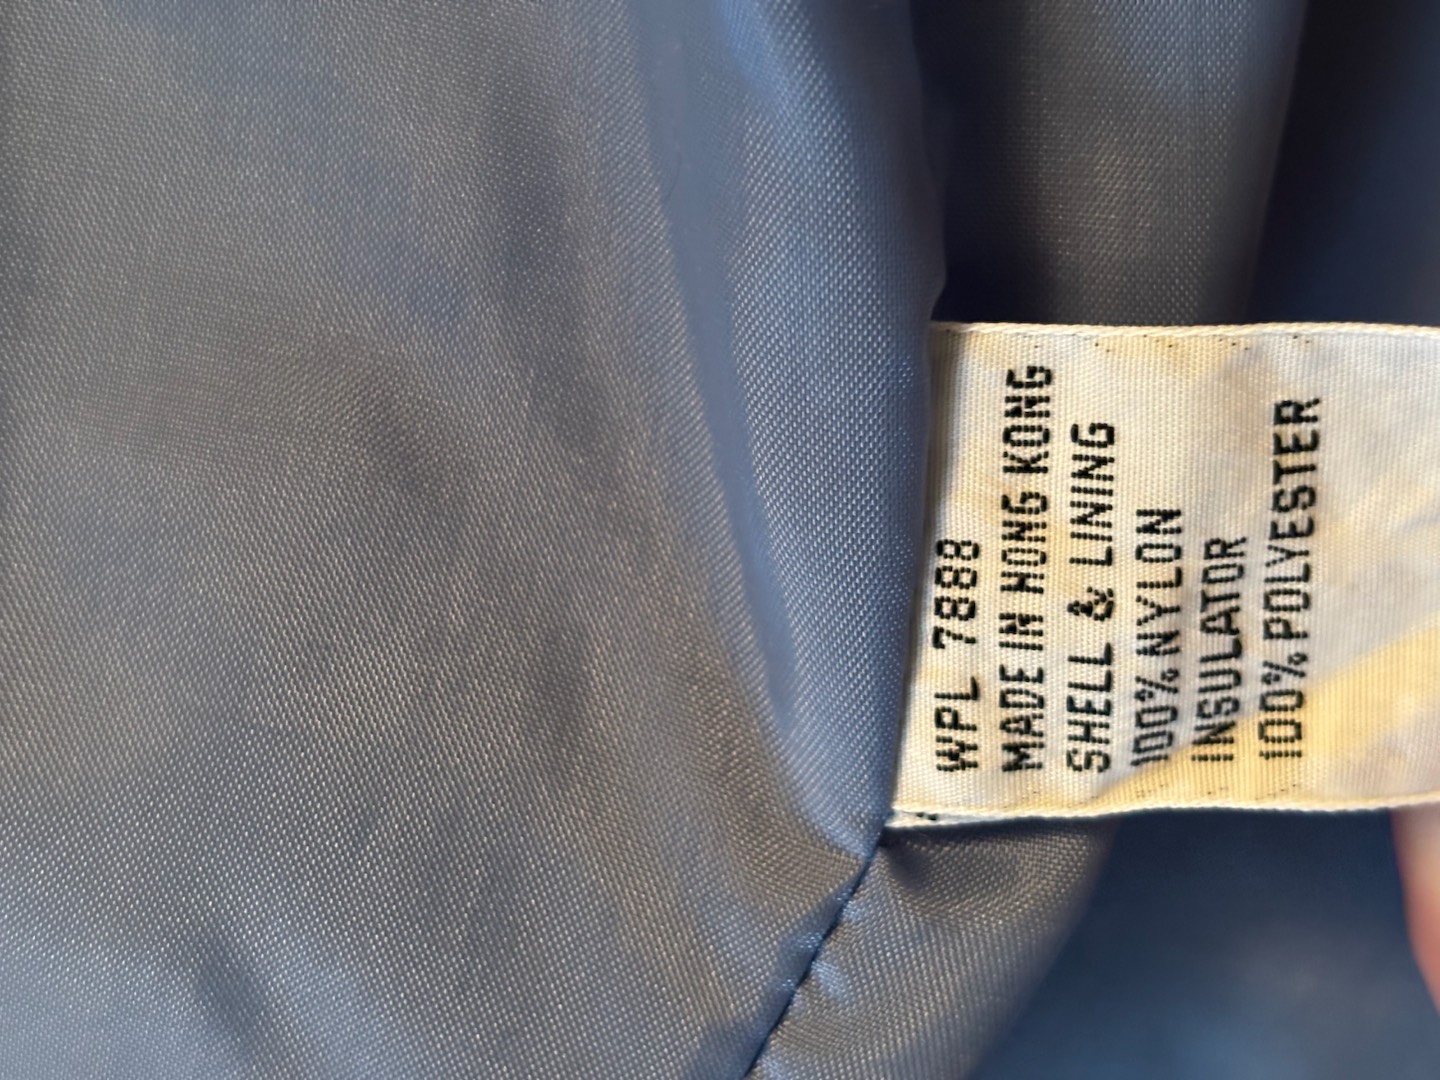 WPL 7888
MADE IN HONG KONG
SHELL & LINING
100% NYLON
INSULATOR
100% POLYESTER